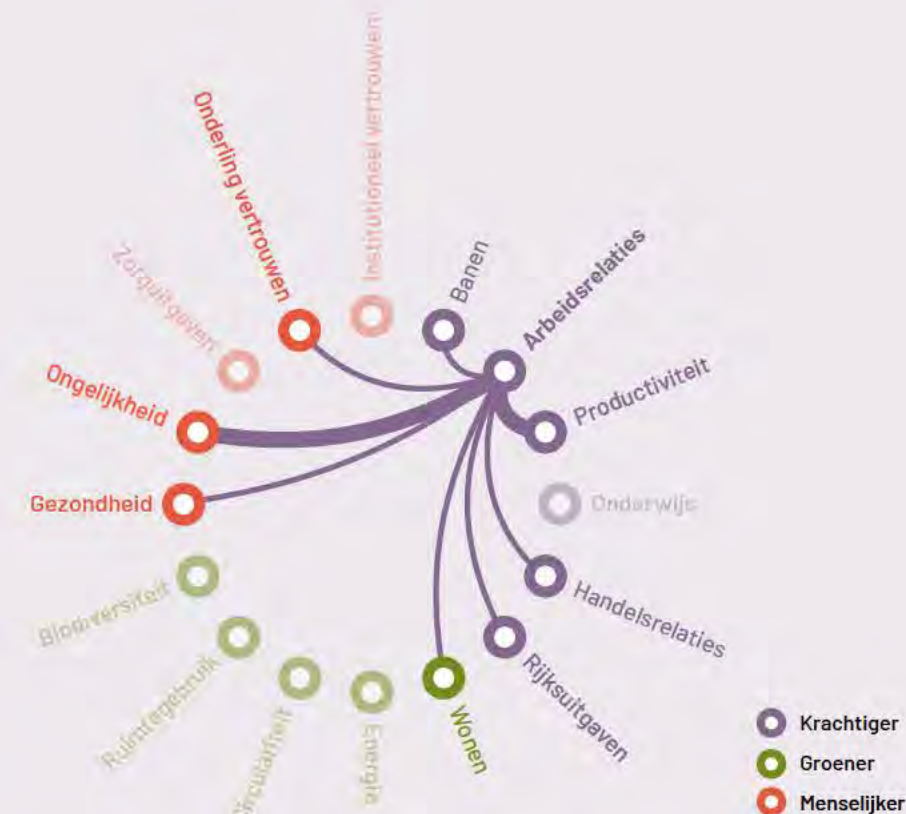 Institutioneel vertrouwen
Onderling vertrouwen
Zorguitgaven
Ongelijkheid
Gezondheid
Biodiversiteit
Ruimtegebruik
Circulariteit
Energie
Wonen
Rijksuitgaven
Handelsrelaties
Onderwijs
Productiviteit
Arbeidsrelaties
Banen
Krachtiger
Groener
Menselijker